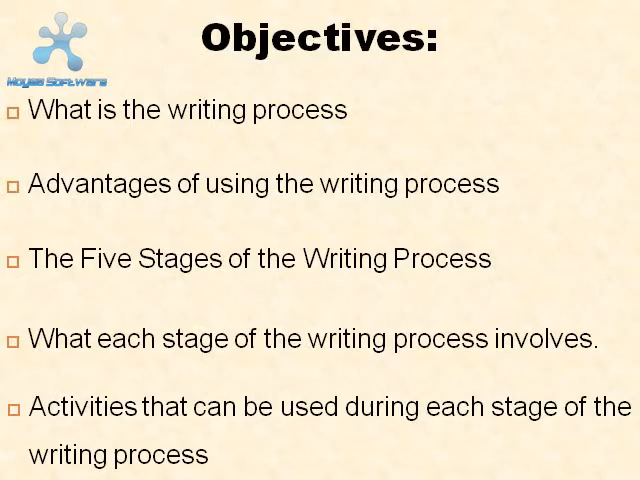 Objectives:
Moyea Software
What is the writing process
Advantages of using the writing process
The Five Stages of the Writing Process
What each stage of the writing process involves.
Activities that can be used during each stage of the
writing process